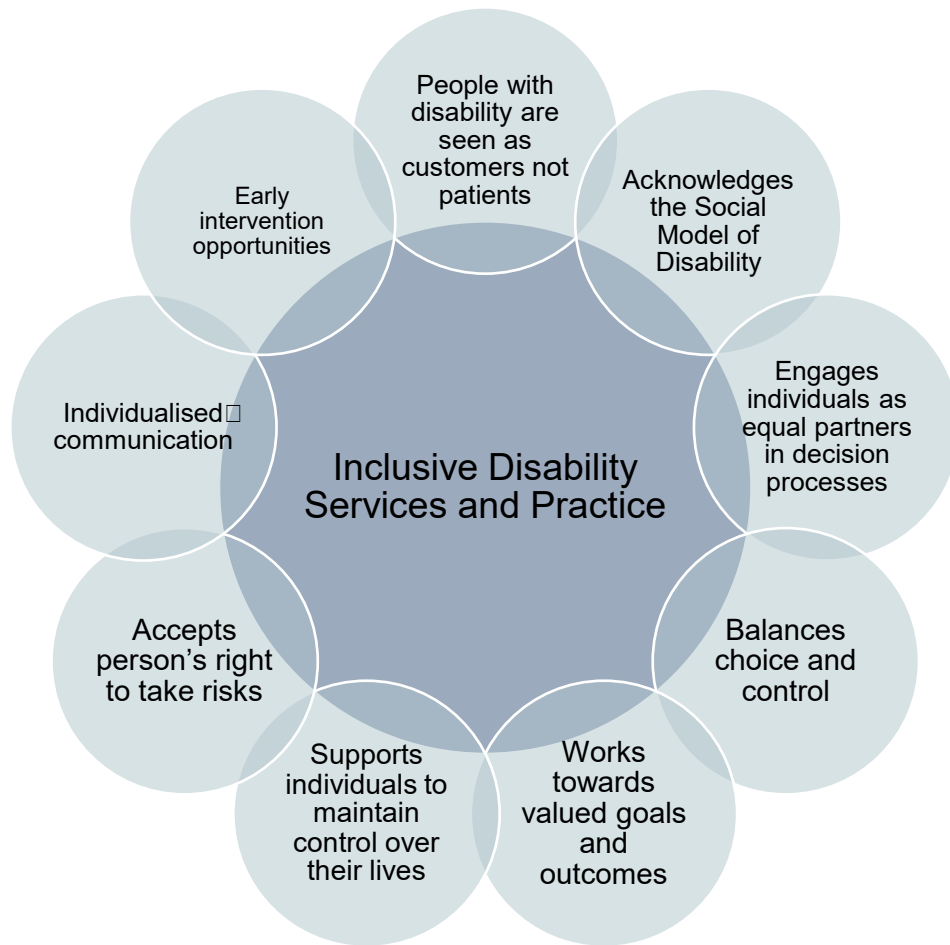 People with
disability are
seen as
customers not
patients
Acknowledges
the Social
Model of
Disability
Engages
individuals as
equal partners
in decision
processes
Balances
choice and
control
Works
towards
valued goals
and
outcomes
Supports
individuals to
maintain
control over
their lives
Accepts
person’s right
to take risks
Individualised□
communication
Early
intervention
opportunities
Inclusive Disability
Services and Practice